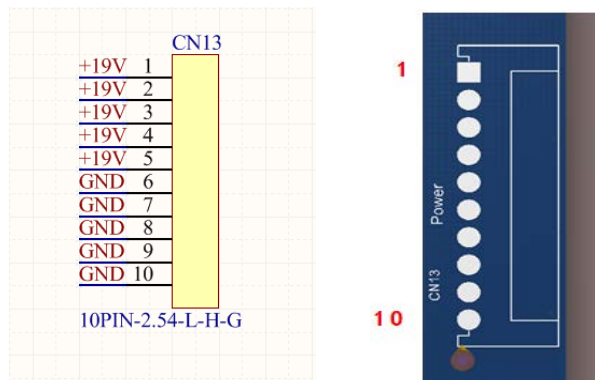 CN13
+19V 1
+19V 2
+19V 3
+19V 4
+19V 5
GND 6
GND 7
GND 8
GND 9
GND 10
10PIN-2.54-L-H-G
1
Power
CN13
10